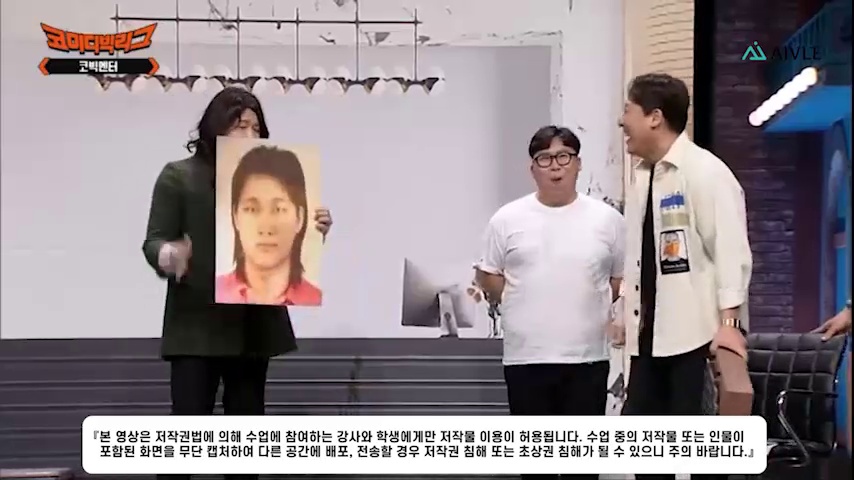 코미디빅리그
코빅멘터
AIVLE
『본 영상은 저작권법에 의해 수업에 참여하는 강사와 학생에게만 저작물 이용이 허용됩니다. 수업 중의 저작물 또는 인물이
포함된 화면을 무단 캡처하여 다른 공간에 배포, 전송할 경우 저작권 침해 또는 초상권 침해가 될 수 있으니 주의 바랍니다.』